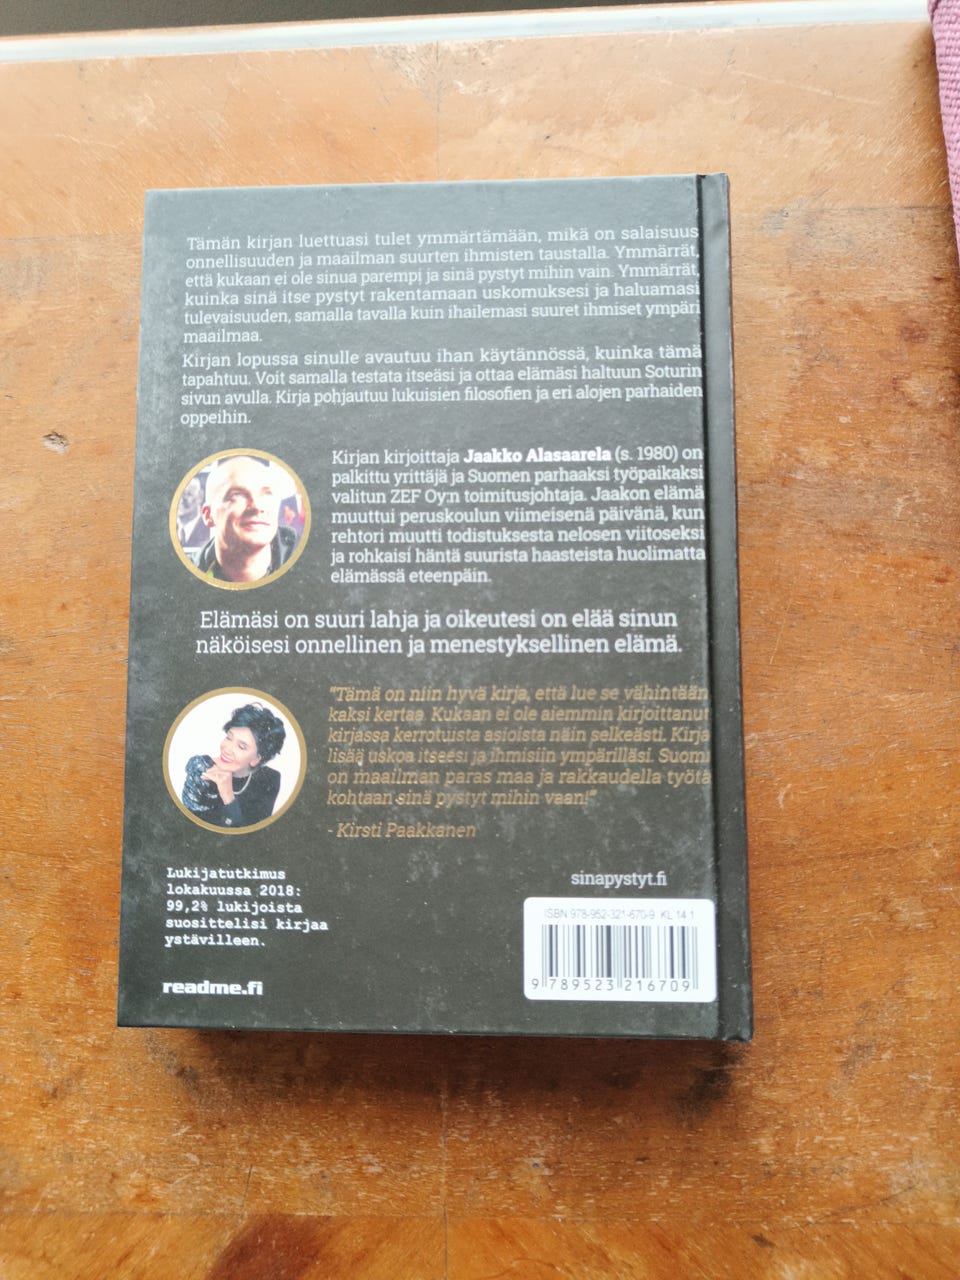 Tämän kirjan luettuasi tulet ymmärtämään, mikä on salaisuus
onnellisuuden ja maailman suurten ihmisten taustalla. Ymmärrät,
että kukaan ei ole sinua parempi ja sinä pystyt mihin vain. Ymmärrät,
kuinka sinä itse pystyt rakentamaan uskomuksesi ja haluamasi
tulevaisuuden, samalla tavalla kuin ihailemasi suuret ihmiset ympäri
maailmaa.
Kirjan lopussa sinulle avautuu ihan käytännössä, kuinka tämä
tapahtuu. Voit samalla testata itseäsi ja ottaa elämäsi haltuun Soturin
sivun avulla. Kirja pohjautuu lukuisien filosofien ja eri alojen parhaiden
oppeihin.
Kirjan kirjoittaja Jaakko Alasaarela (s. 1980) on
palkittu yrittäjä ja Suomen parhaaksi työpaikaksi
valitun ZEF Oy:n toimitusjohtaja. Jaakon elämä
muuttui peruskoulun viimeisenä päivänä, kun
rehtori muutti todistuksesta nelosen viitoseksi
ja rohkaisi häntä suurista haasteista huolimatta
elämässä eteenpäin.
Elämäsi on suuri lahja ja oikeutesi on elää sinun
näköisesi onnellinen ja menestyksellinen elämä.
"Tämä on niin hyvä kirja, että lue se vähintään
kaksi kertaa. Kukaan ei ole aiemmin kirjoittanut
kirjassa kerrotuista asioista näin selkeästi. Kirja
lisää uskoa itseesi ja ihmisiin ympärilläsi. Suomi
on maailman paras maa ja rakkaudella työtä
kohtaan sinä pystyt mihin vaan!"
- Kirsti Paakkanen
Lukijatutkimus
lokakuussa 2018:
99,2% lukijoista
suosittelisi kirjaa
ystävilleen.
readme.fi
sinapystyt.fi
ISBN 978-952-321-670-9 KL 14.1
9 789523 216709